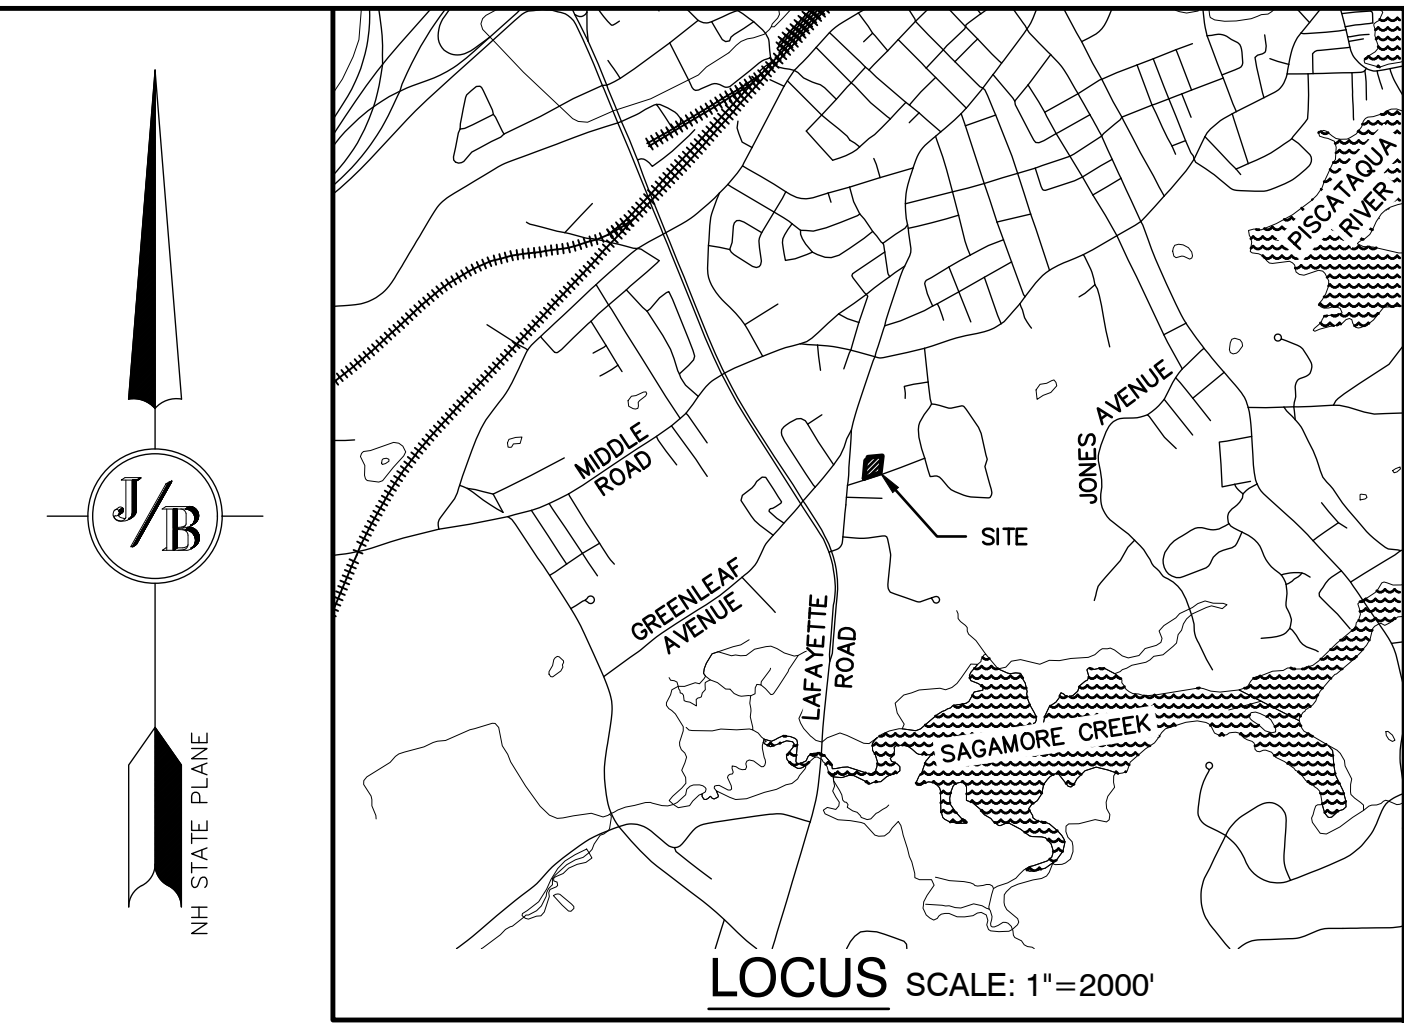 J/B
NH STATE PLANE
PISCATAQUA
RIVER
MIDDLE
ROAD
JONES AVENUE
SITE
GREENLEAF
AVENUE
LAFAYETTE
ROAD
SAGAMORE CREEK
LOCUS SCALE: 1"=2000'